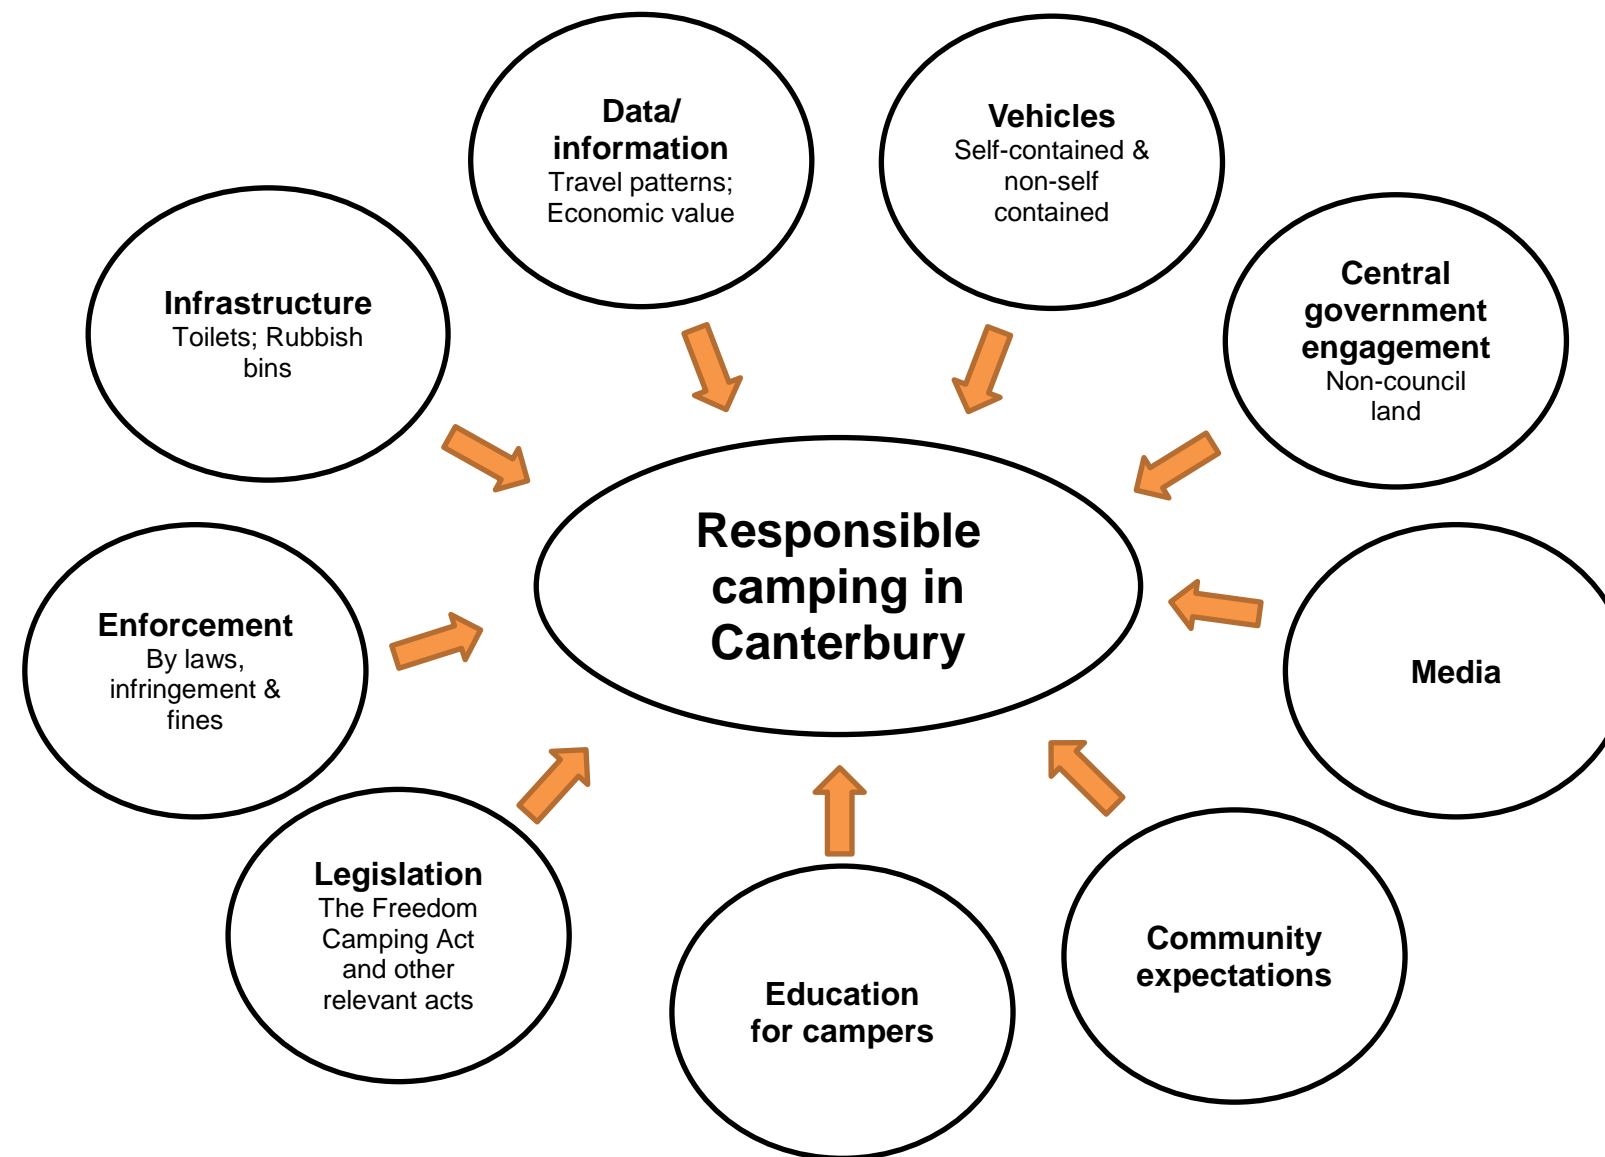 Data/
information
Travel patterns;
Economic value
Vehicles
Self-contained &
non-self
contained
Infrastructure
Toilets; Rubbish
bins
Central
government
engagement
Non-council
land
Responsible
camping in
Canterbury
Enforcement
By laws,
infringement &
fines
Media
Legislation
The Freedom
Camping Act
and other
relevant acts
Education
for campers
Community
expectations